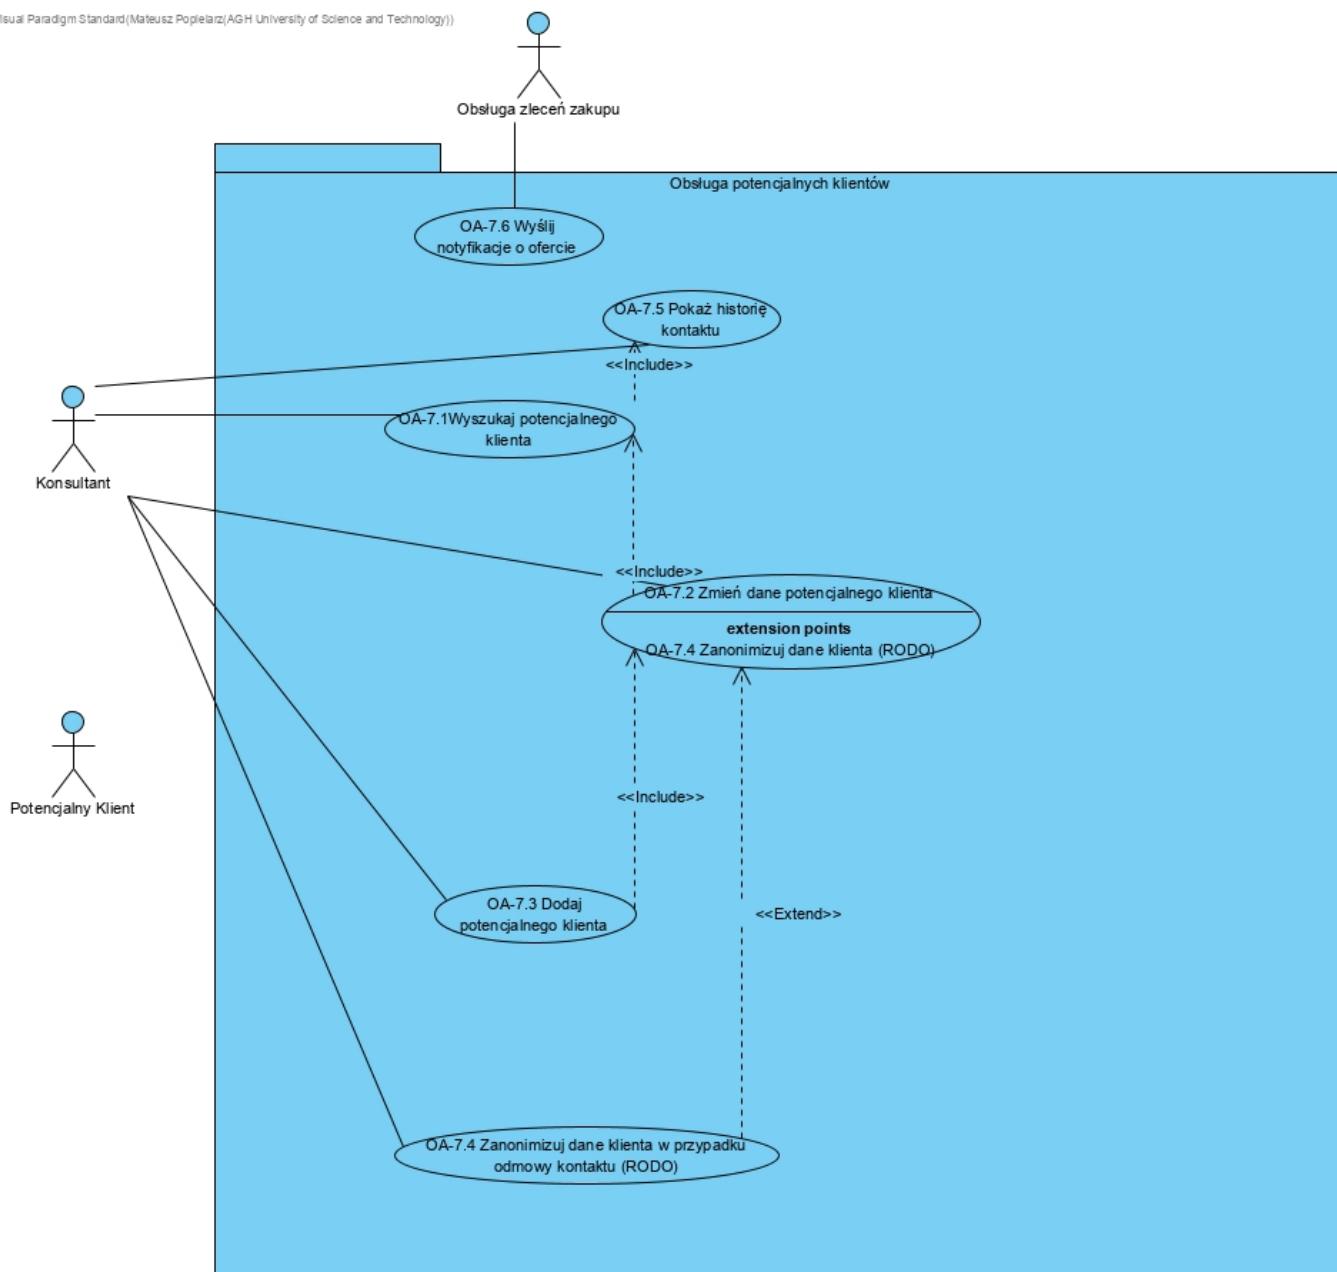 isual Paradigm Standard(Mateusz Popielarz(AGH University of Science and Technology))
Obsługa zleceń zakupu
Obsługa potencjalnych klientów
OA-7.6 Wyślij
notyfikacje o ofercie
OA-7.5 Pokaż historię
kontaktu
<<Include>>
OA-7.1Wyszukaj potencjalnego
klienta
Konsultant
<<Include>>
OA-7.2 Zmień dane potencjalnego klienta
extension points
OA-7.4 Zanonimizuj dane klienta (RODO)
Potencjalny Klient
<<Include>>
OA-7.3 Dodaj
potencjalnego klienta
<<Extend>>
OA-7.4 Zanonimizuj dane klienta w przypadku
odmowy kontaktu (RODO)